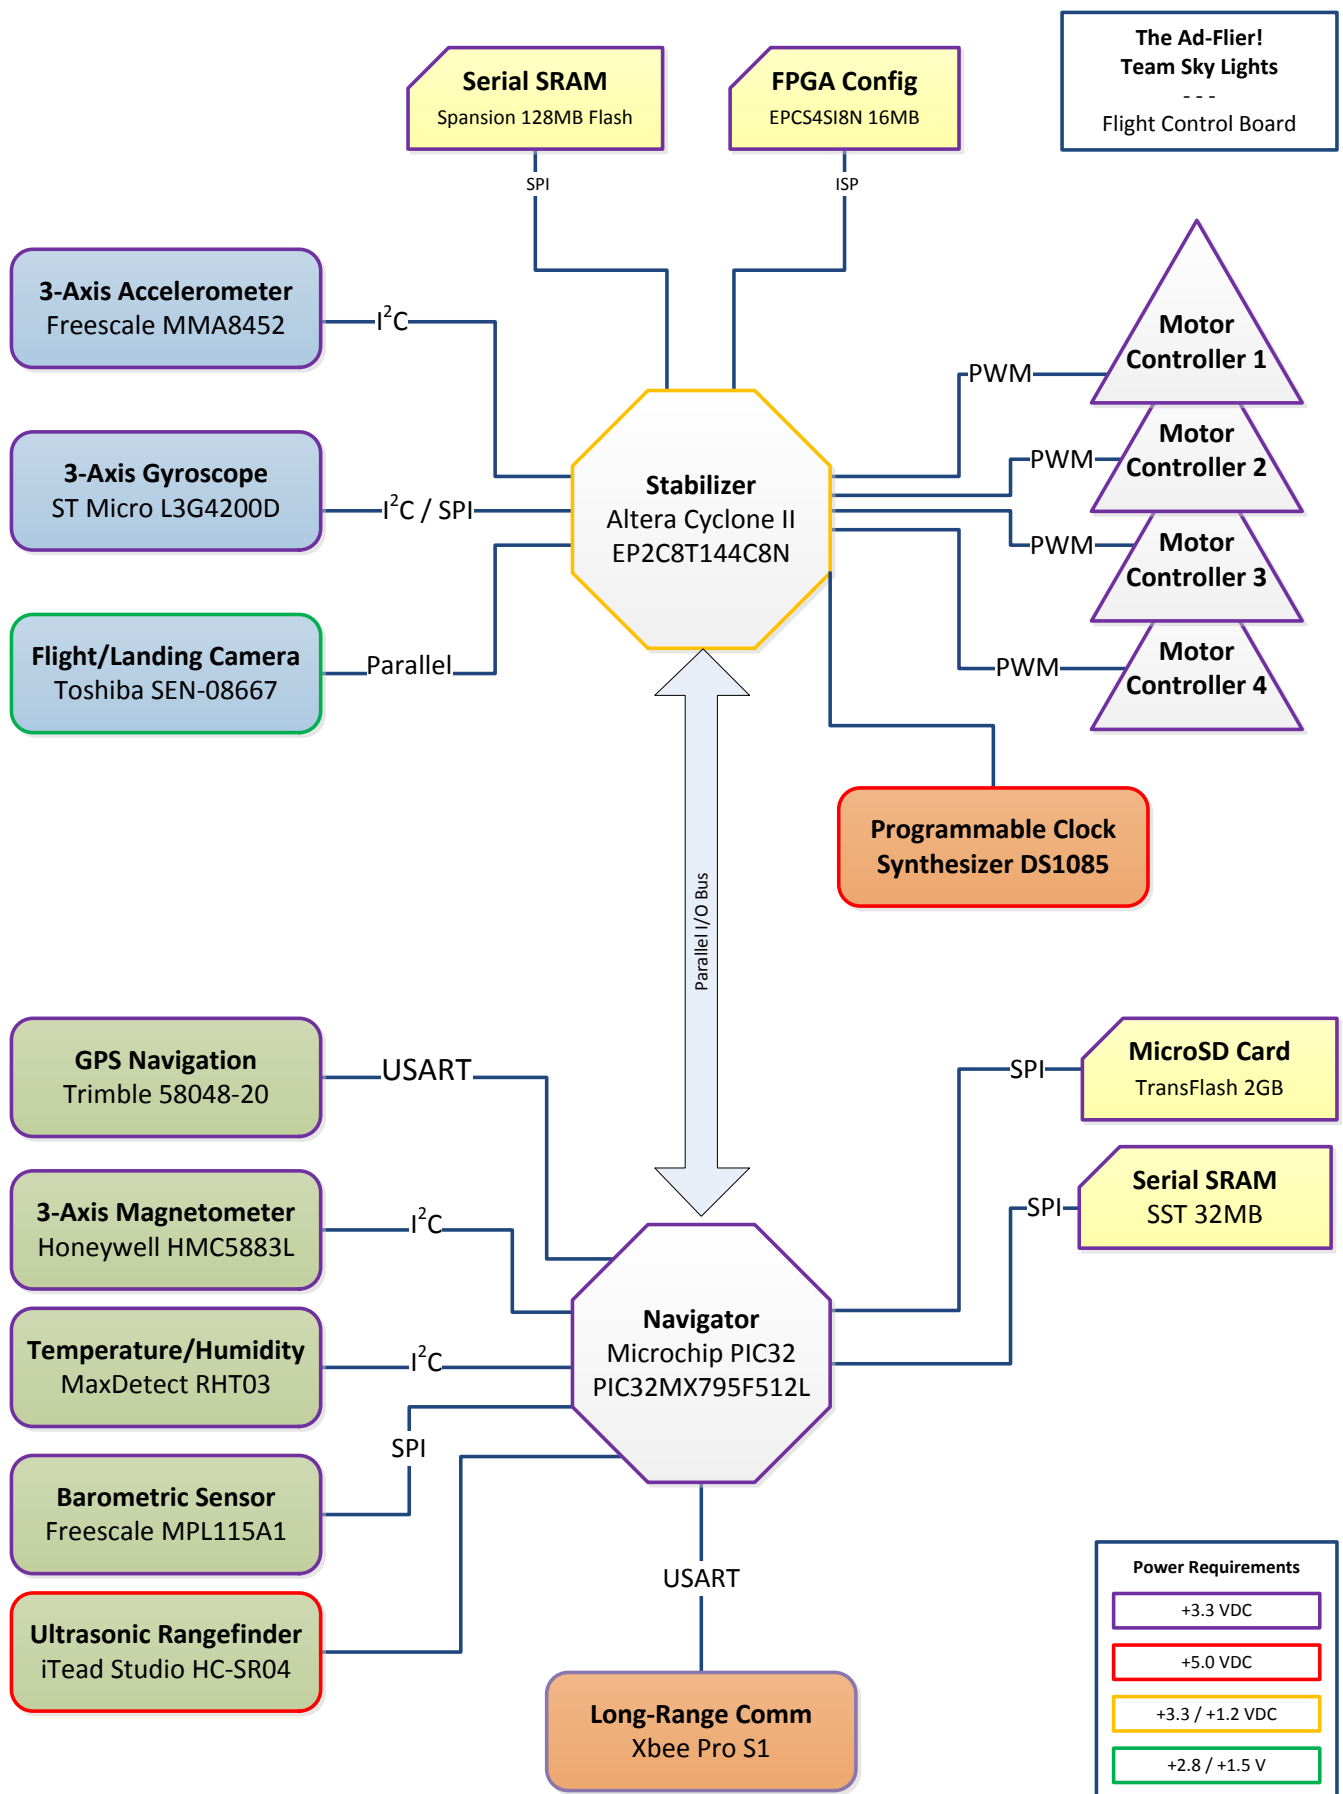 The Ad-Flier!
Team Sky Lights
- - -
Flight Control Board
Serial SRAM
Spansion 128MB Flash
FPGA Config
EPCS4SI8N 16MB
SPI
ISP
3-Axis Accelerometer
Freescale MMA8452
I²C
Motor
Controller 1
PWM
Motor
Controller 2
PWM
3-Axis Gyroscope
ST Micro L3G4200D
I²C / SPI
Stabilizer
Altera Cyclone II
EP2C8T144C8N
Motor
Controller 3
PWM
Flight/Landing Camera
Toshiba SEN-08667
Parallel
Motor
Controller 4
PWM
Programmable Clock
Synthesizer DS1085
Parallel I/O Bus
GPS Navigation
Trimble 58048-20
USART
MicroSD Card
TransFlash 2GB
SPI
3-Axis Magnetometer
Honeywell HMC5883L
I²C
Serial SRAM
SST 32MB
SPI
Navigator
Microchip PIC32
PIC32MX795F512L
Temperature/Humidity
MaxDetect RHT03
I²C
SPI
Barometric Sensor
Freescale MPL115A1
USART
Ultrasonic Rangefinder
iTead Studio HC-SR04
Long-Range Comm
Xbee Pro S1
Power Requirements
+3.3 VDC
+5.0 VDC
+3.3 / +1.2 VDC
+2.8 / +1.5 V